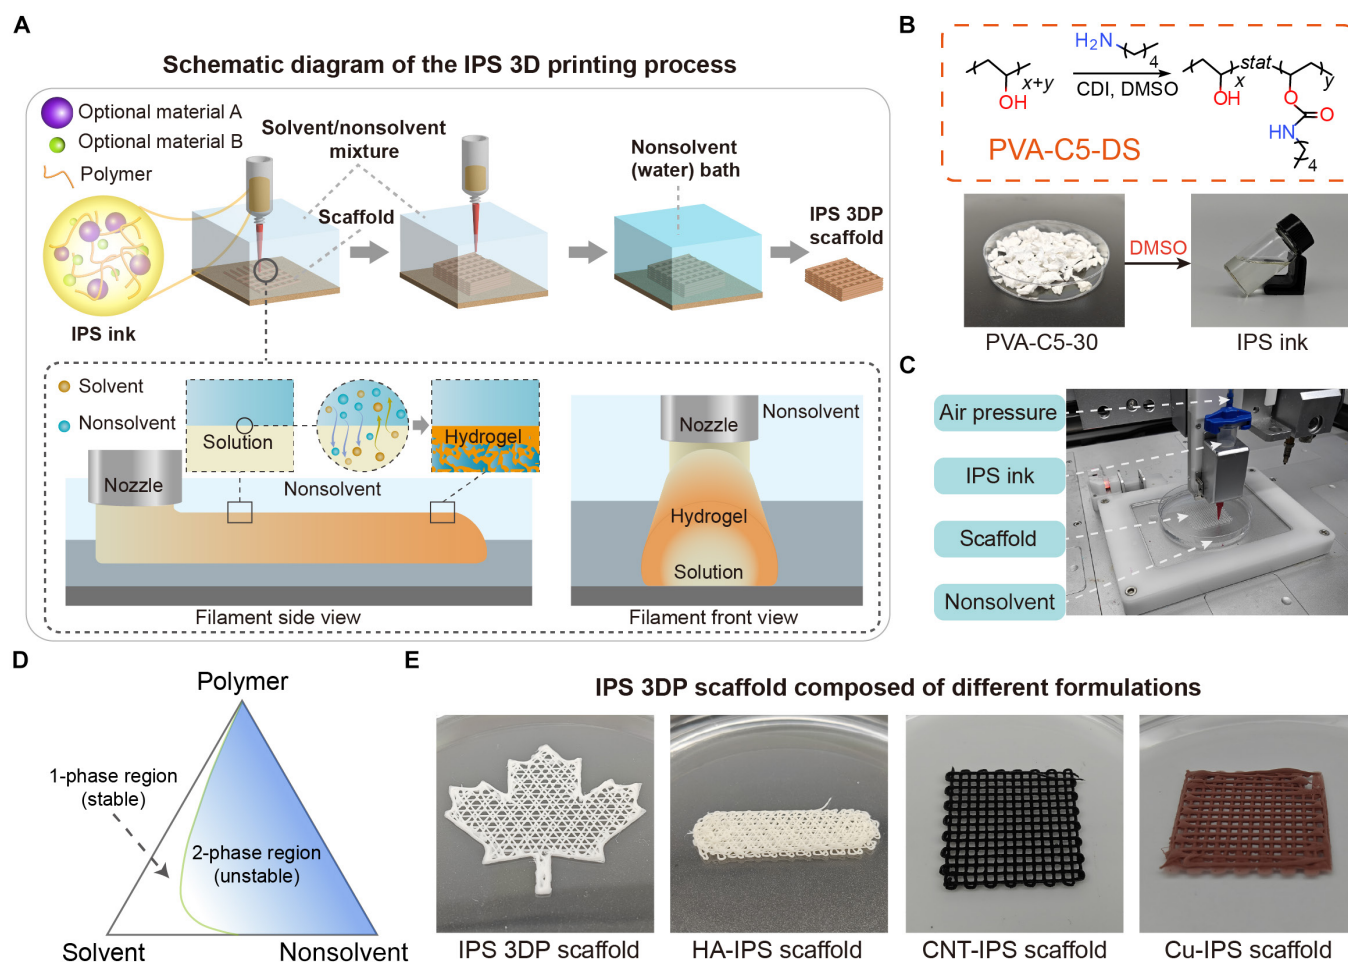 A
Schematic diagram of the IPS 3D printing process
Optional material A
Optional material B
Polymer
IPS ink
Solvent/nonsolvent
mixture
Scaffold
Nonsolvent
(water) bath
IPS 3DP
scaffold
Solvent
Nonsolvent
Solution
Hydrogel
Nozzle
Nonsolvent
Filament side view
Nozzle
Nonsolvent
Hydrogel
Solution
Filament front view
B
H2N
4
x+y
OH
CDI, DMSO
stat
x
y
OH
O
O
HN
4
PVA-C5-DS
DMSO
PVA-C5-30
IPS ink
C
Air pressure
IPS ink
Scaffold
Nonsolvent
D
Polymer
1-phase region
(stable)
2-phase region
(unstable)
Solvent
Nonsolvent
E
IPS 3DP scaffold composed of different formulations
IPS 3DP scaffold
HA-IPS scaffold
CNT-IPS scaffold
Cu-IPS scaffold